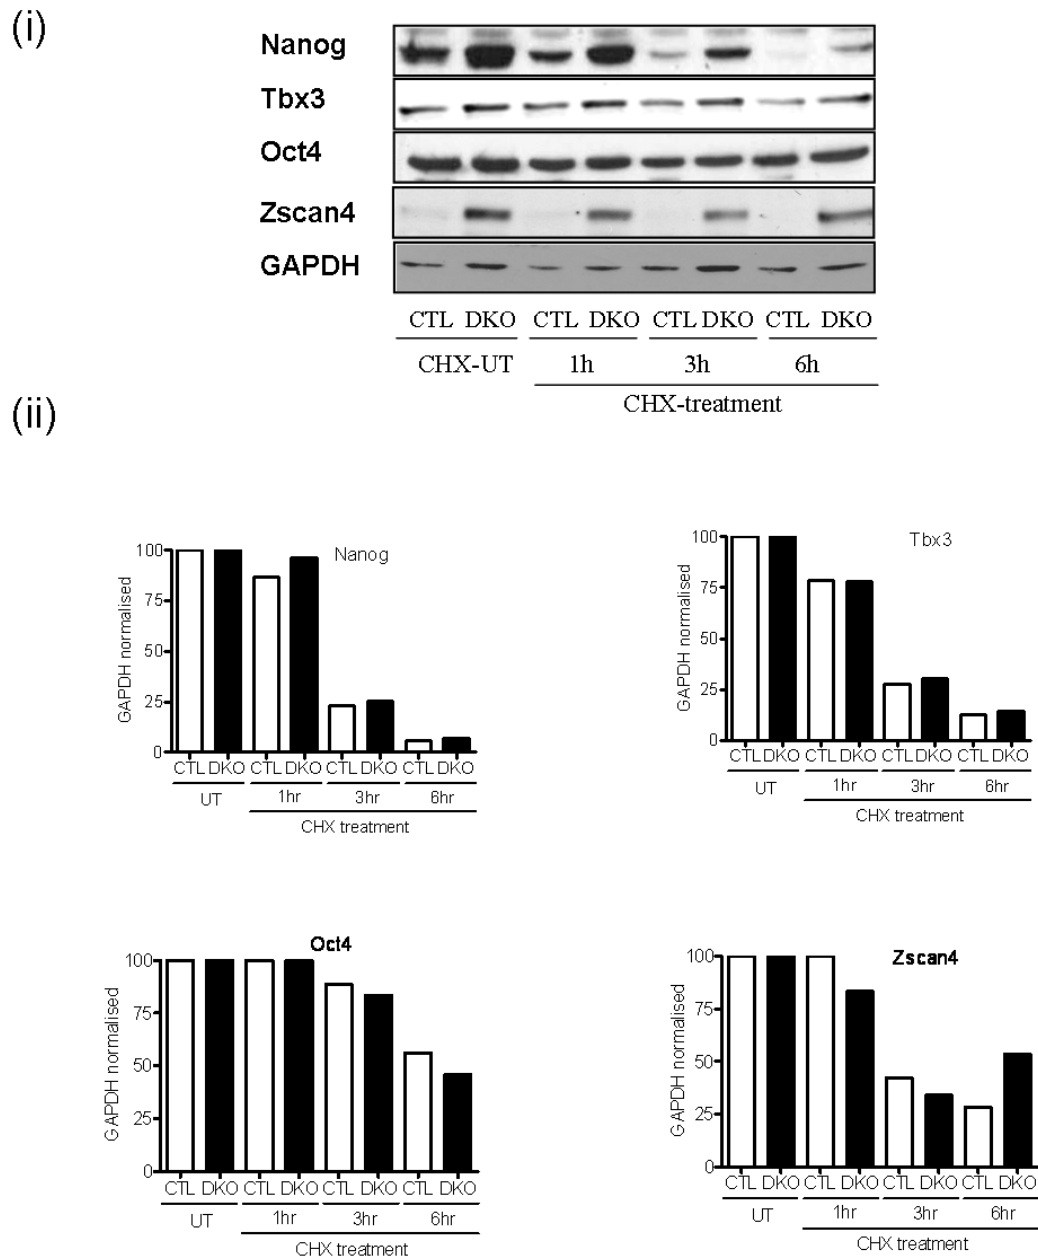 (i)
Nanog
Tbx3
Oct4
Zscan4
GAPDH
CTL DKO CTL DKO CTL DKO CTL DKO
CHX-UT 1h 3h 6h
CHX-treatment
(ii)
Nanog
GAPDH normalised
100
75
50
25
0
CTL DKO CTL DKO CTL DKO CTL DKO
UT 1hr 3hr 6hr
CHX treatment
Tbx3
GAPDH normalised
100
75
50
25
0
CTL DKO CTL DKO CTL DKO CTL DKO
UT 1hr 3hr 6hr
CHX treatment
Oct4
GAPDH normalised
100
75
50
25
0
CTL DKO CTL DKO CTL DKO CTL DKO
UT 1hr 3hr 6hr
CHX treatment
Zscan4
GAPDH normalised
100
75
50
25
0
CTL DKO CTL DKO CTL DKO CTL DKO
UT 1hr 3hr 6hr
CHX treatment